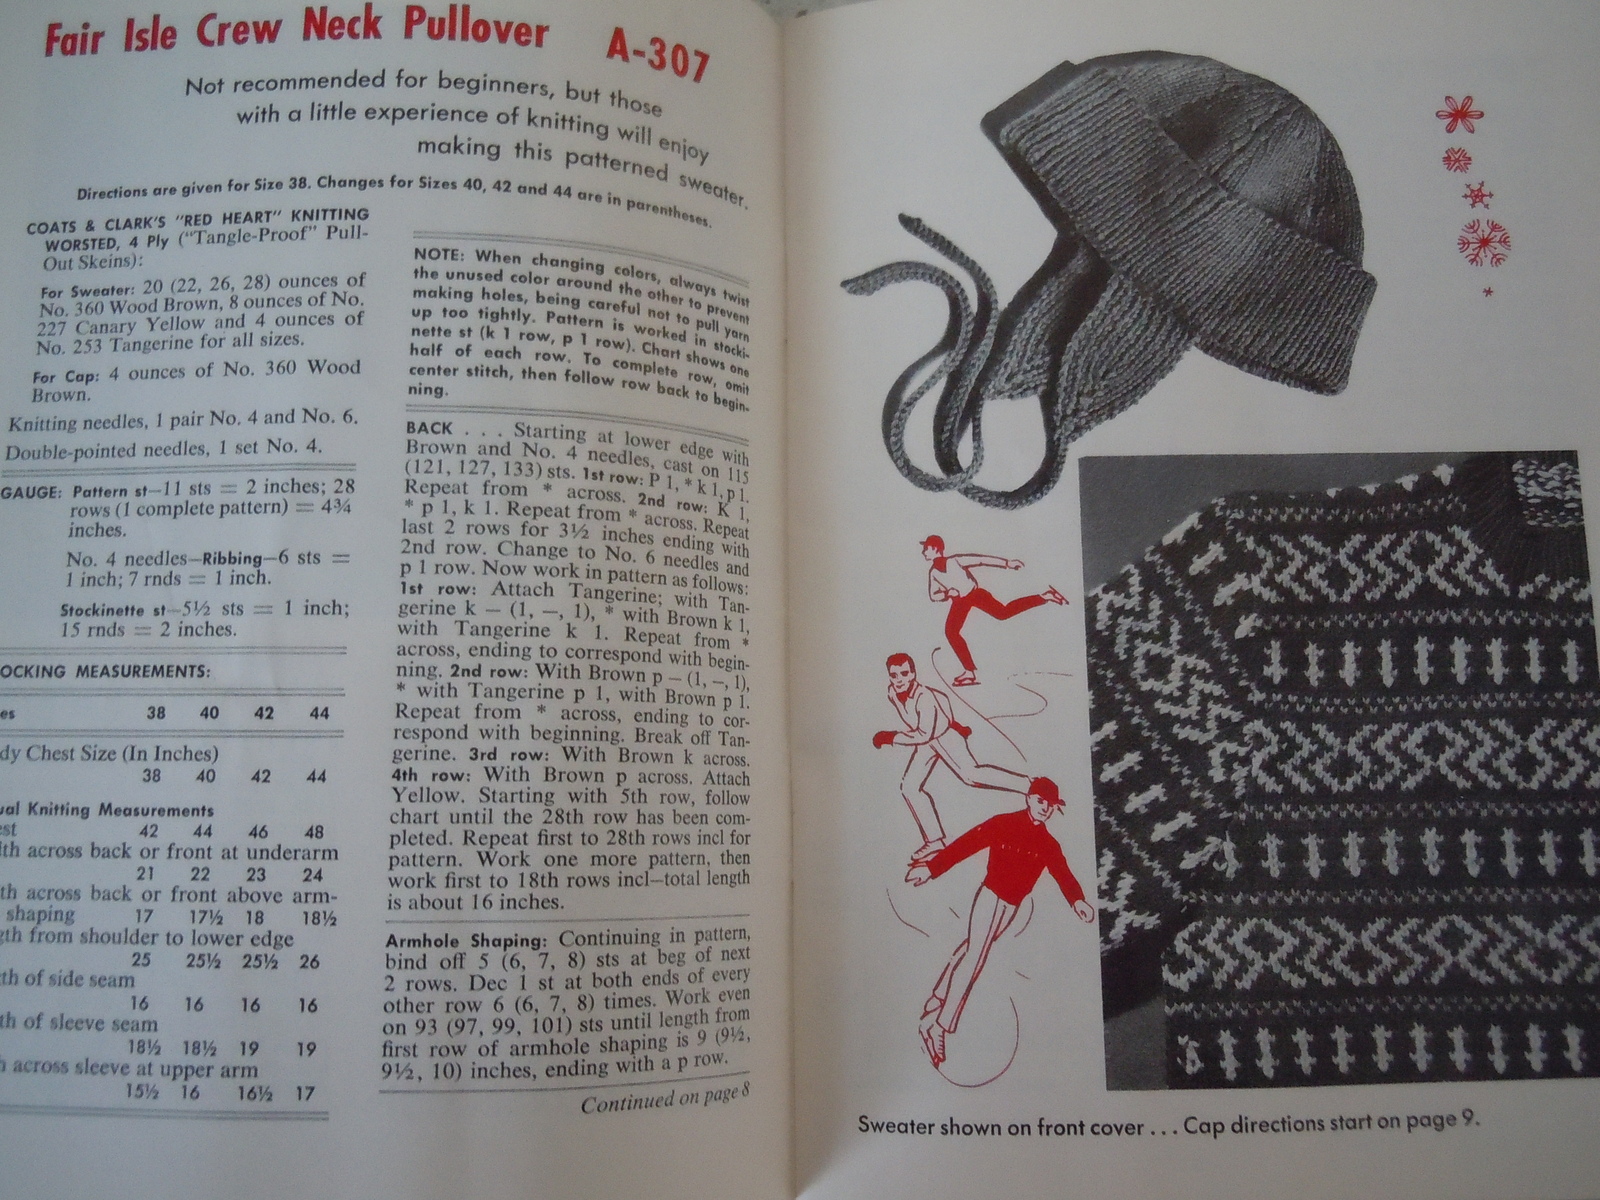 Fair Isle Crew Neck Pullover A-307
Not recommended for beginners, but those
with a little experience of knitting will enjoy
making this patterned sweater.
Directions are given for Size 38. Changes for Sizes 40, 42 and 44 are in parentheses.
COATS & CLARK'S "RED HEART" KNITTING
WORSTED, 4 Ply ("Tangle-Proof" Pull-
Out Skeins):
For Sweater: 20 (22, 26, 28) ounces of
No. 360 Wood Brown, 8 ounces of No.
227 Canary Yellow and 4 ounces of
No. 253 Tangerine for all sizes.
For Cap: 4 ounces of No. 360 Wood
Brown.
Knitting needles, 1 pair No. 4 and No. 6.
Double-pointed needles, 1 set No. 4.
GAUGE: Pattern st—11 sts = 2 inches; 28
rows (1 complete pattern) = 4¾
inches.
No. 4 needles—Ribbing—6 sts =
1 inch; 7 rnds = 1 inch.
Stockinette st—5½ sts = 1 inch;
15 rnds = 2 inches.
OCKING MEASUREMENTS:
es 38 40 42 44
dy Chest Size (In Inches)
38 40 42 44
ual Knitting Measurements
est 42 44 46 48
th across back or front at underarm
21 22 23 24
th across back or front above arm-
shaping 17 17½ 18 18½
gth from shoulder to lower edge
25 25½ 25½ 26
th of side seam
16 16 16 16
th of sleeve seam
18½ 18½ 19 19
h across sleeve at upper arm
15½ 16 16½ 17
NOTE: When changing colors, always twist
the unused color around the other to prevent
making holes, being careful not to pull yarn
up too tightly. Pattern is worked in stocki-
nette st (k 1 row, p 1 row). Chart shows one
half of each row. To complete row, omit
center stitch, then follow row back to begin-
ning.
BACK . . . Starting at lower edge with
Brown and No. 4 needles, cast on 115
(121, 127, 133) sts. 1st row: P 1, * k 1, p 1.
Repeat from * across. 2nd row: K 1,
* p 1, k 1. Repeat from * across. Repeat
last 2 rows for 3½ inches ending with
2nd row. Change to No. 6 needles and
p 1 row. Now work in pattern as follows:
1st row: Attach Tangerine; with Tan-
gerine k — (1, —, 1), * with Brown k 1,
with Tangerine k 1. Repeat from *
across, ending to correspond with begin-
ning. 2nd row: With Brown p — (1, —, 1),
* with Tangerine p 1, with Brown p 1.
Repeat from * across, ending to cor-
respond with beginning. Break off Tan-
gerine. 3rd row: With Brown k across.
4th row: With Brown p across. Attach
Yellow. Starting with 5th row, follow
chart until the 28th row has been com-
pleted. Repeat first to 28th rows incl for
pattern. Work one more pattern, then
work first to 18th rows incl—total length
is about 16 inches.
Armhole Shaping: Continuing in pattern,
bind off 5 (6, 7, 8) sts at beg of next
2 rows. Dec 1 st at both ends of every
other row 6 (6, 7, 8) times. Work even
on 93 (97, 99, 101) sts until length from
first row of armhole shaping is 9 (9½,
9½, 10) inches, ending with a p row.
Continued on page 8
Sweater shown on front cover . . . Cap directions start on page 9.